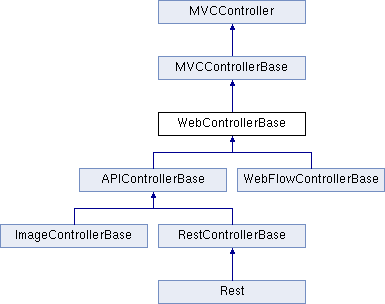 MVCController
MVCControllerBase
WebControllerBase
APIControllerBase
WebFlowControllerBase
ImageControllerBase
RestControllerBase
Rest